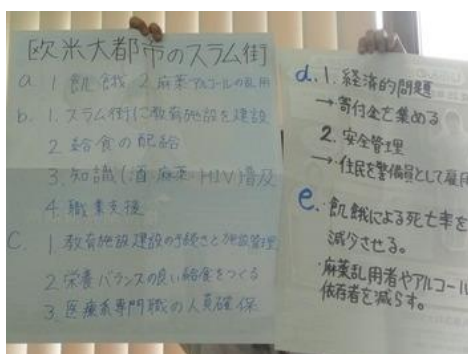 欧米大都市のスラム街
a. 1 飢餓 2. 麻薬・アルコールの乱用
b. 1. スラム街に教育施設を建設
2 給食の配給
3. 知識(酒・麻薬・HIV)普及
4. 職業支援
C. 1 教育施設建設の手続きと施設管理
2 栄養バランスの良い給食をつくる
3. 医療系専門職の人員確保
d. 1. 経済的問題
→寄付金を集める
2. 安全管理
→・住民を警備員として雇用
e. ・飢餓による死亡率を
減少させる。
・麻薬乱用者やアルコール
依存者を減らす。